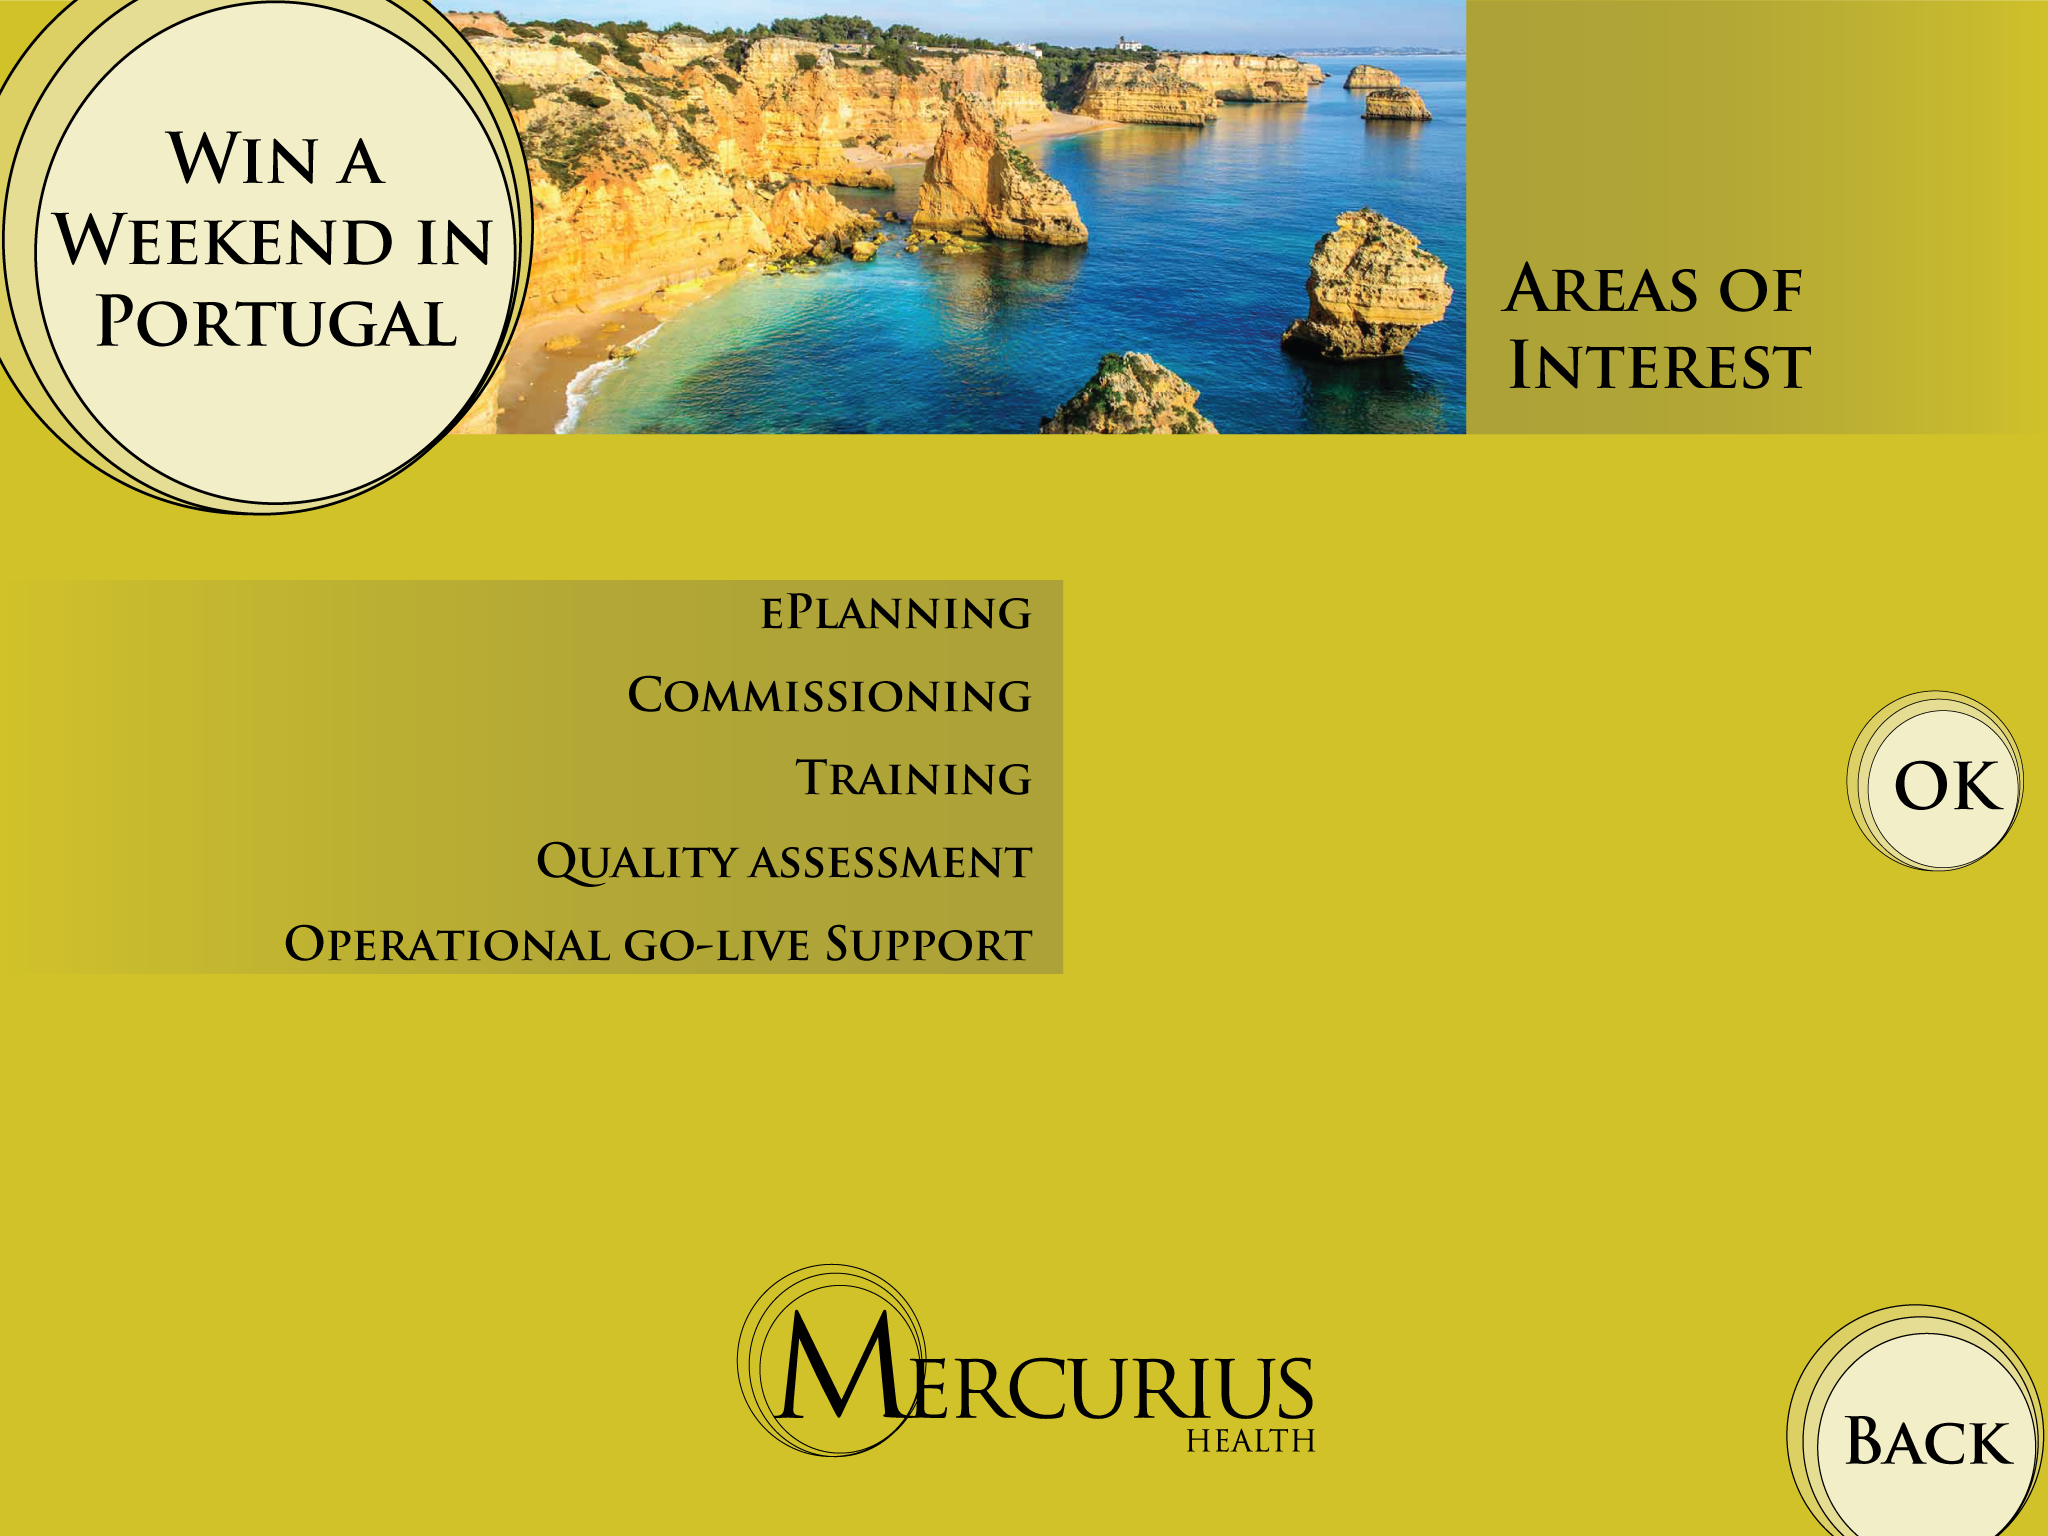 Win a
Weekend in
Portugal
Areas of
Interest
ePlanning
Commissioning
Training
Quality assessment
Operational go-live Support
OK
Mercurius
Health
Back